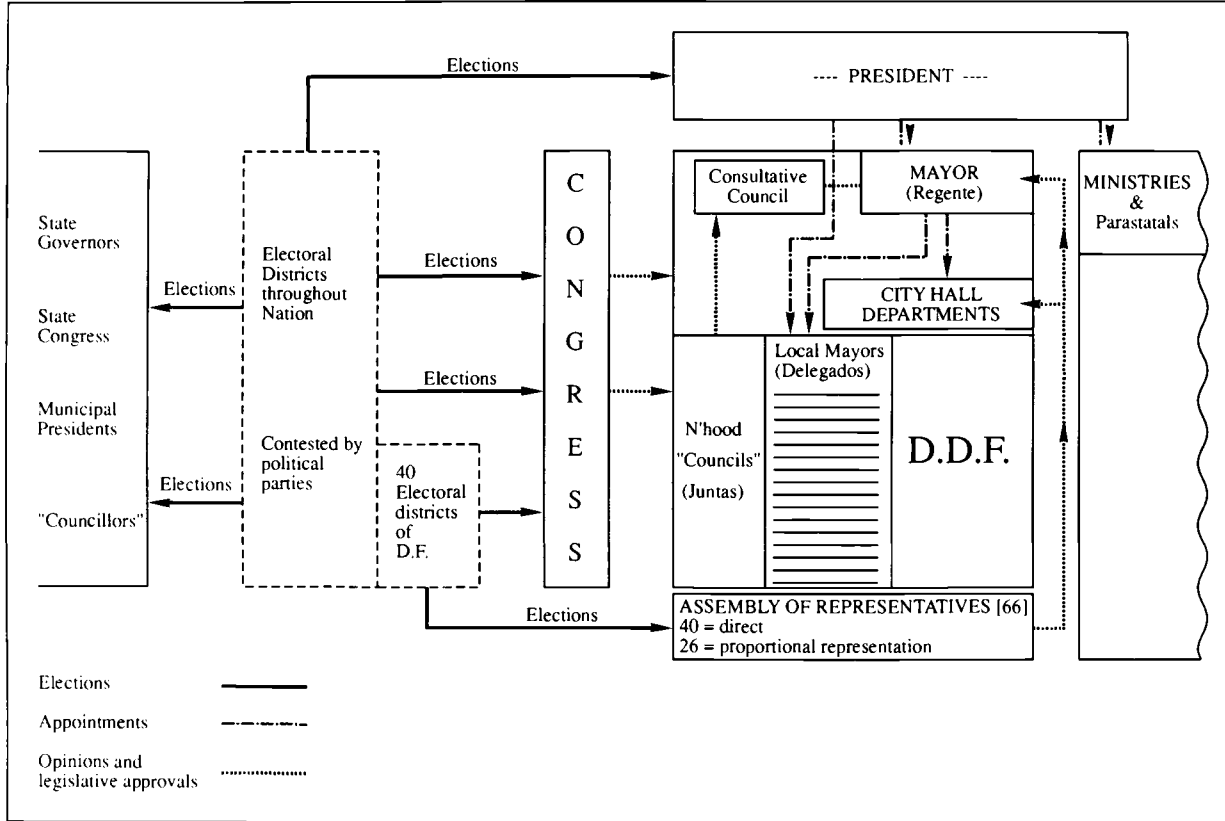 Elections
---- PRESIDENT ----
State
Governors
State
Congress
Municipal
Presidents
"Councillors"
Elections
Elections
Electoral
Districts
throughout
Nation
Contested by
political
parties
Elections
Elections
40
Electoral
districts
of
D.F.
Elections
C
O
N
G
R
E
S
S
Consultative
Council
MAYOR
(Regente)
CITY HALL
DEPARTMENTS
MINISTRIES
&
Parastatals
N'hood
"Councils"
(Juntas)
Local Mayors
(Delegados)
D.D.F.
ASSEMBLY OF REPRESENTATIVES [66]
40 = direct
26 = proportional representation
Elections
Appointments
Opinions and
legislative approvals